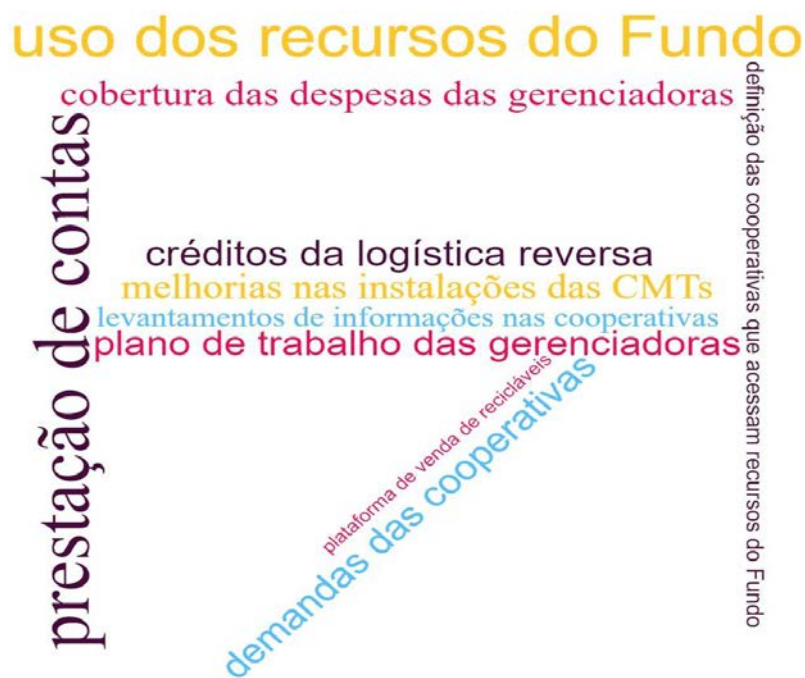 uso dos recursos do Fundo
cobertura das despesas das gerenciadoras
definição das cooperativas que acessam recursos do Fundo
prestação de contas
créditos da logística reversa
melhorias nas instalações das CMTs
levantamentos de informações nas cooperativas
plano de trabalho das gerenciadoras
plataforma de venda de recicláveis
demandas das cooperativas